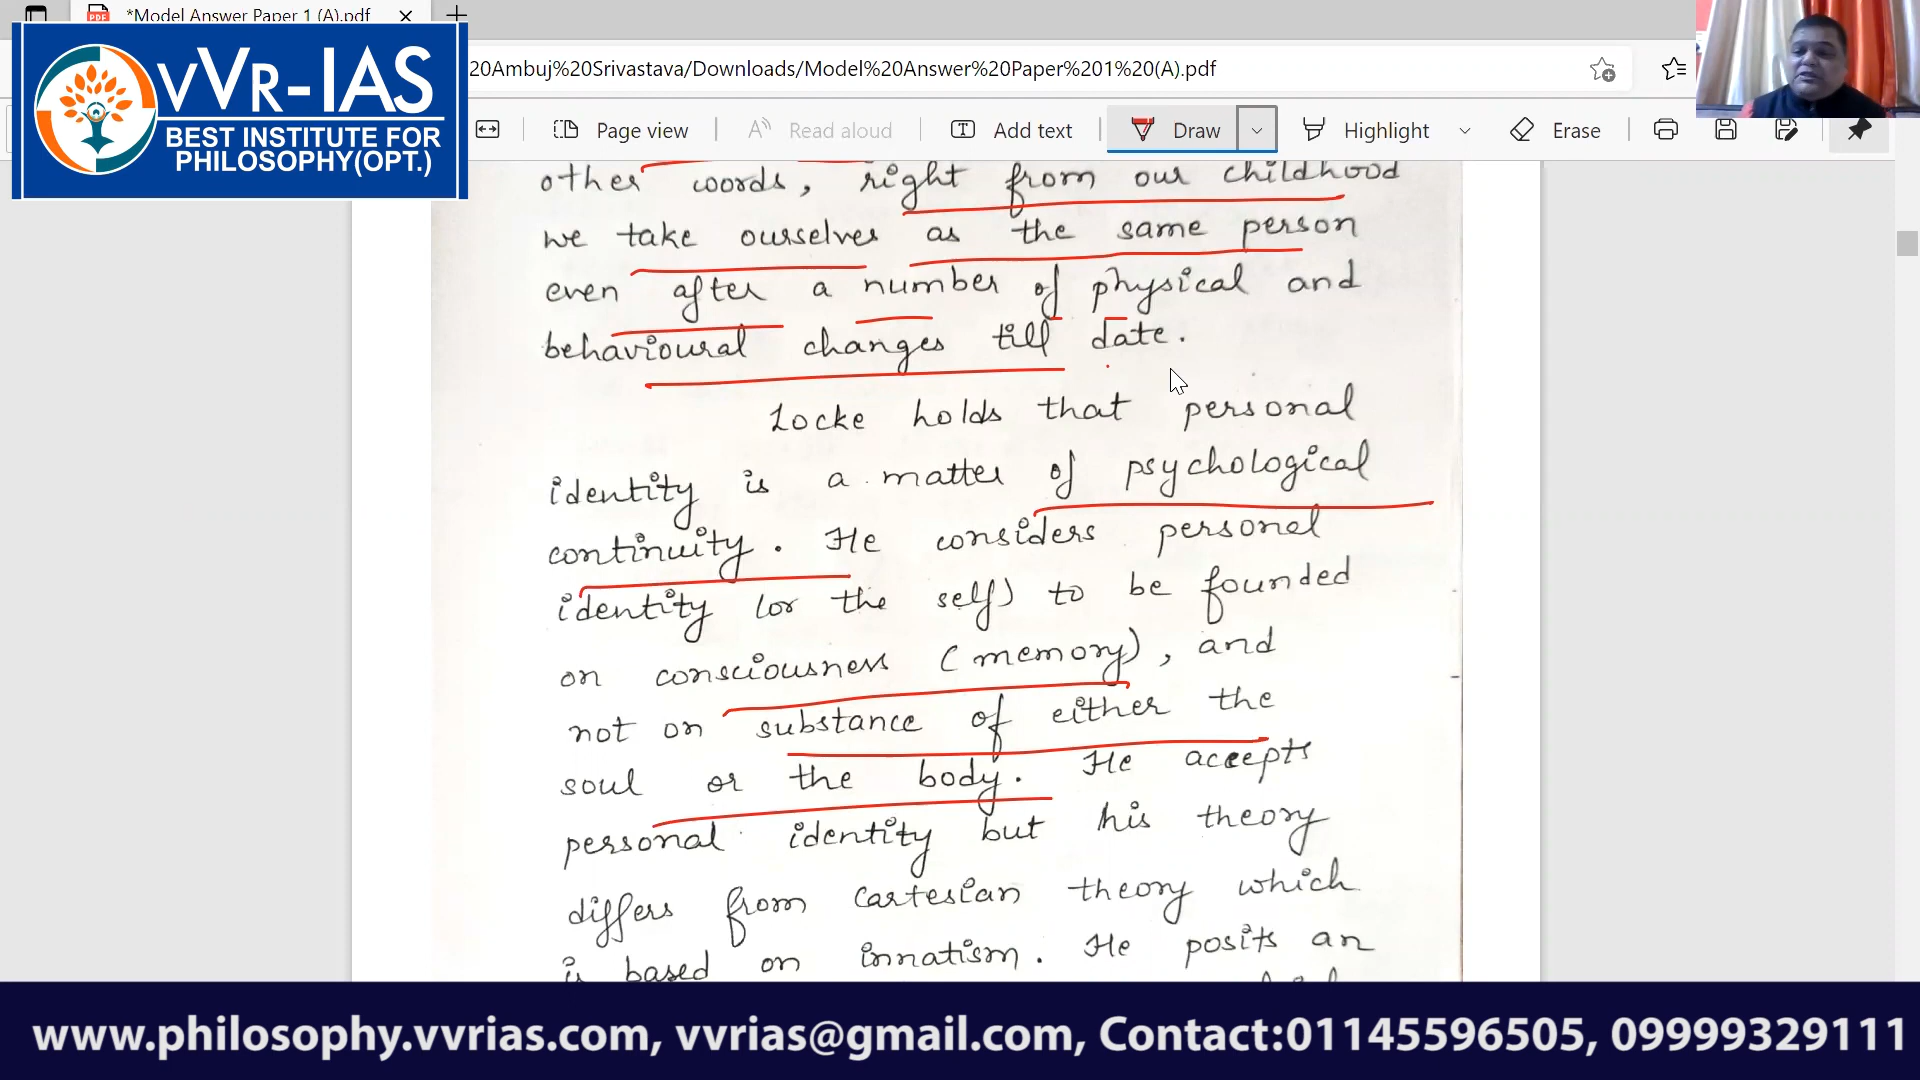 *Model Answer Paper 1 (A).pdf
vVR-IAS
BEST INSTITUTE FOR
PHILOSOPHY(OPT.)
20Ambuj%20Srivastava/Downloads/Model%20Answer%20Paper%201%20(A).pdf
Page view
Read aloud
Add text
Draw
Highlight
Erase
other words, right from our childhood
we take ourselves as the same person
even after a number of physical and
behavioural changes till date.
Locke holds that personal
identity is a matter of psychological
continuity. He considers personal
identity (or the self) to be founded
on consciousness (memory), and
not on substance of either the
soul or the body. He accepts
personal identity but his theory
differs from Cartesian theory which
is based on innatism. He posits an
www.philosophy.vvrias.com, vvrias@gmail.com, Contact:01145596505, 09999329111